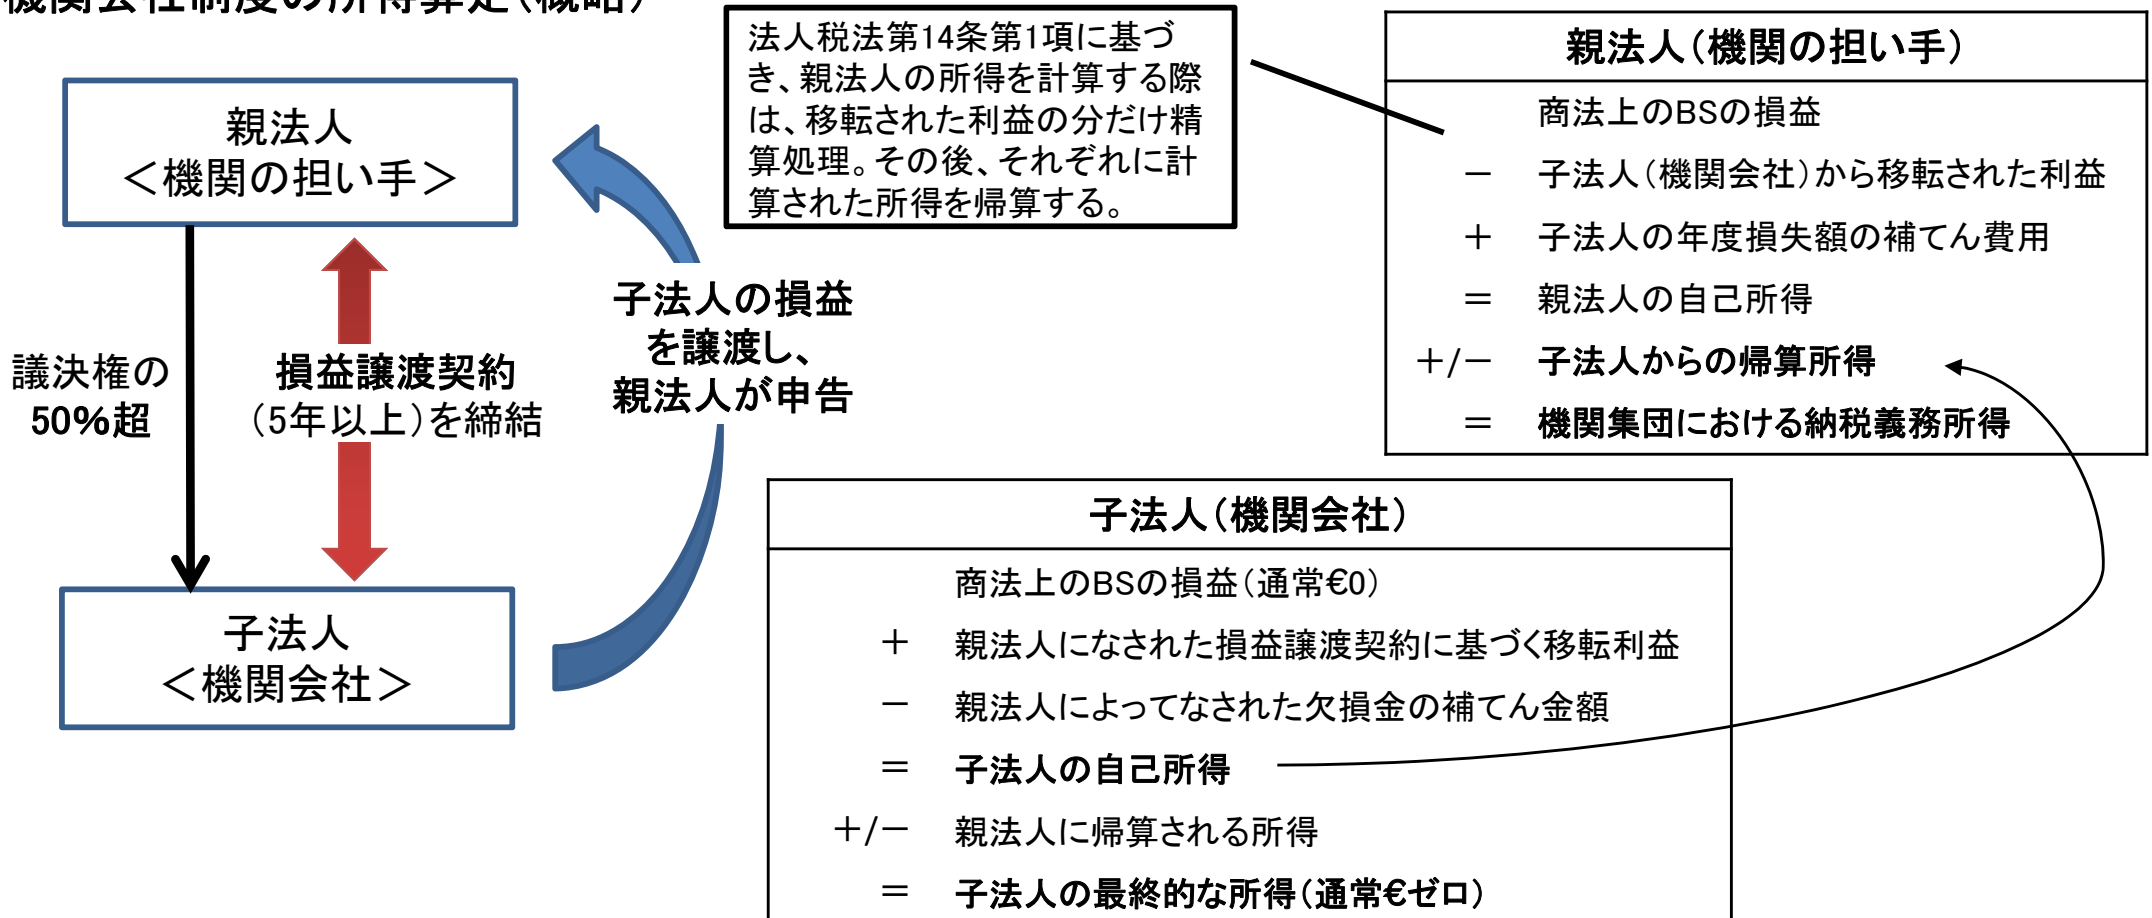 機関会社制度の所得算定（概略）
親法人
＜機関の担い手＞
議決権の
50％超
損益譲渡契約
（5年以上）を締結
子法人の損益
を譲渡し、
親法人が申告
子法人
＜機関会社＞
法人税法第14条第1項に基づ
き、親法人の所得を計算する際
は、移転された利益の分だけ精
算処理。その後、それぞれに計
算された所得を帰算する。
親法人（機関の担い手）
商法上のBSの損益
－ 子法人（機関会社）から移転された利益
＋ 子法人の年度損失額の補てん費用
＝ 親法人の自己所得
＋/－ 子法人からの帰算所得
＝ 機関集団における納税義務所得
子法人（機関会社）
商法上のBSの損益（通常€0）
＋ 親法人になされた損益譲渡契約に基づく移転利益
－ 親法人によってなされた欠損金の補てん金額
＝ 子法人の自己所得
＋/－ 親法人に帰算される所得
＝ 子法人の最終的な所得（通常€ゼロ）